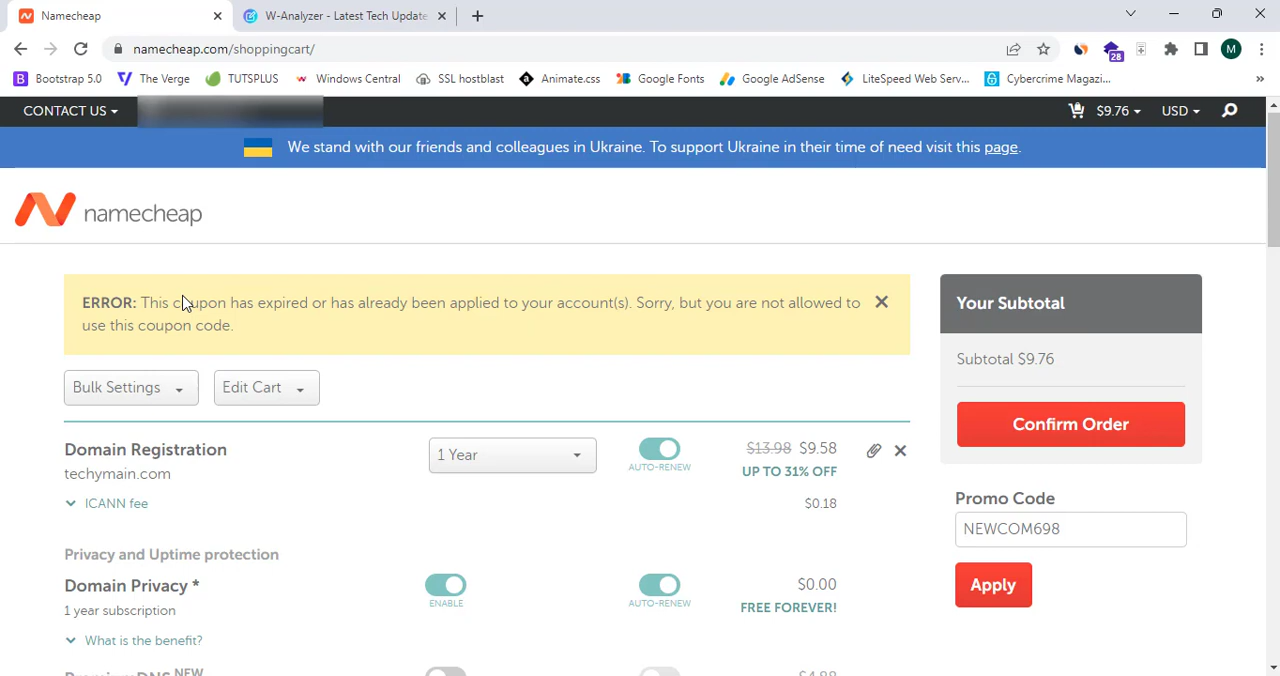 Namecheap
W-Analyzer - Latest Tech Update
namecheap.com/shoppingcart/
28
M
B Bootstrap 5.0
The Verge
TUTSPLUS
Windows Central
SSL hostblast
Animate.css
Google Fonts
Google AdSense
LiteSpeed Web Serv...
Cybercrime Magazi...
»
CONTACT US
$9.76
USD
We stand with our friends and colleagues in Ukraine. To support Ukraine in their time of need visit this page.
namecheap
ERROR: This coupon has expired or has already been applied to your account(s). Sorry, but you are not allowed to
use this coupon code.
Bulk Settings
Edit Cart
Domain Registration
techymain.com
1 Year
AUTO-RENEW
$13.98 $9.58
UP TO 31% OFF
ICANN fee
$0.18
Privacy and Uptime protection
Domain Privacy *
1 year subscription
ENABLE
AUTO-RENEW
$0.00
FREE FOREVER!
What is the benefit?
NEW
Your Subtotal
Subtotal $9.76
Confirm Order
Promo Code
NEWCOM698
Apply